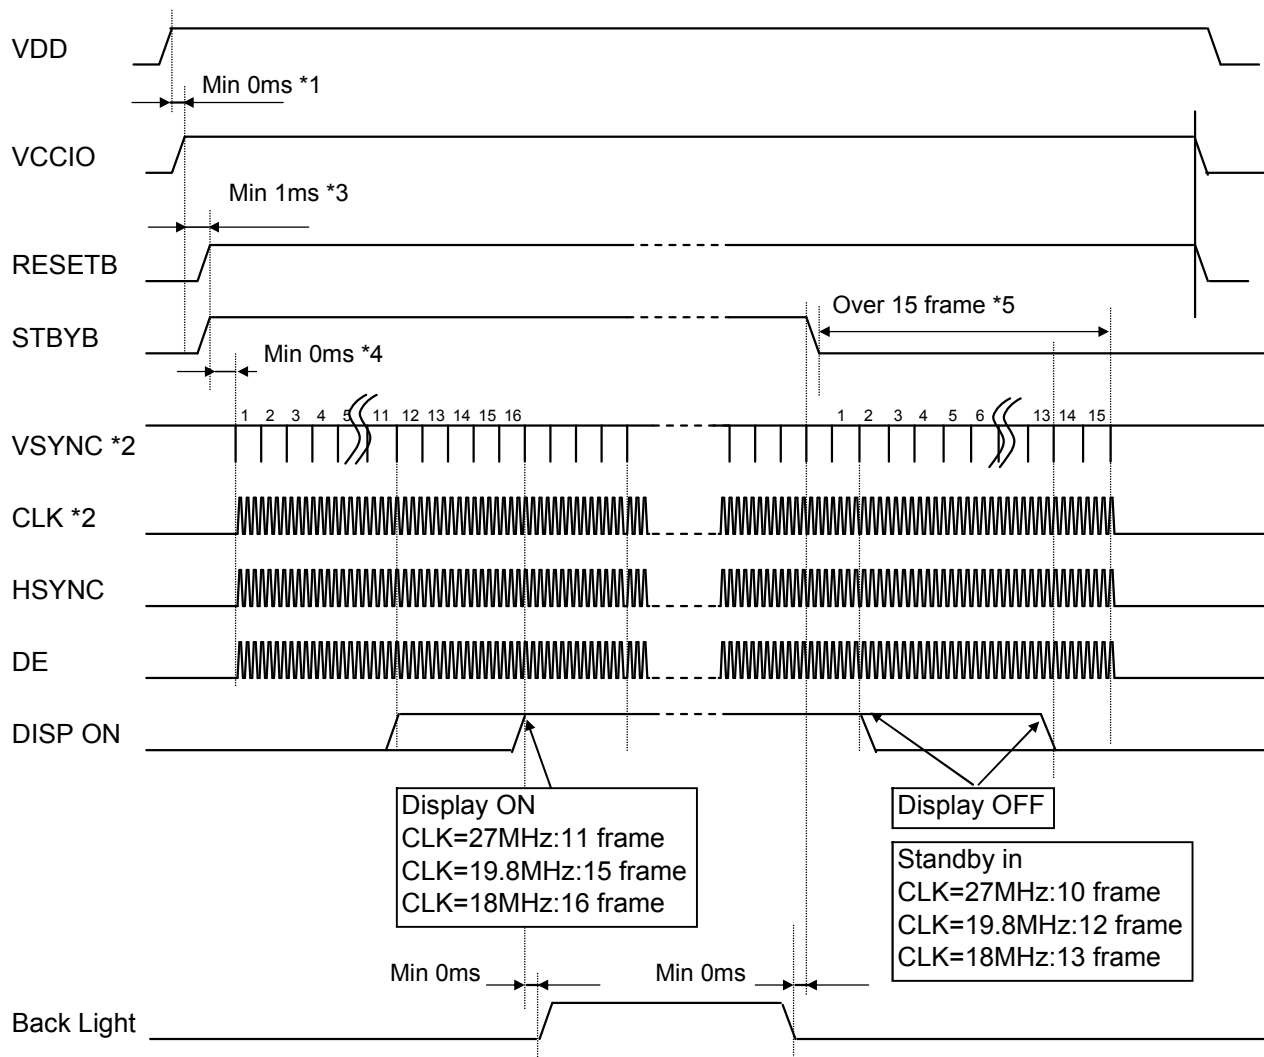 VDD
Min 0ms *1
VCCIO
Min 1ms *3
RESETB
Over 15 frame *5
STBYB
Min 0ms *4
1 2 3 4 5 11 12 13 14 15 16 1 2 3 4 5 6 13 14 15
VSYNC *2
CLK *2
HSYNC
DE
DISP ON
Display ON
CLK=27MHz:11 frame
CLK=19.8MHz:15 frame
CLK=18MHz:16 frame
Display OFF
Standby in
CLK=27MHz:10 frame
CLK=19.8MHz:12 frame
CLK=18MHz:13 frame
Min 0ms Min 0ms
Back Light